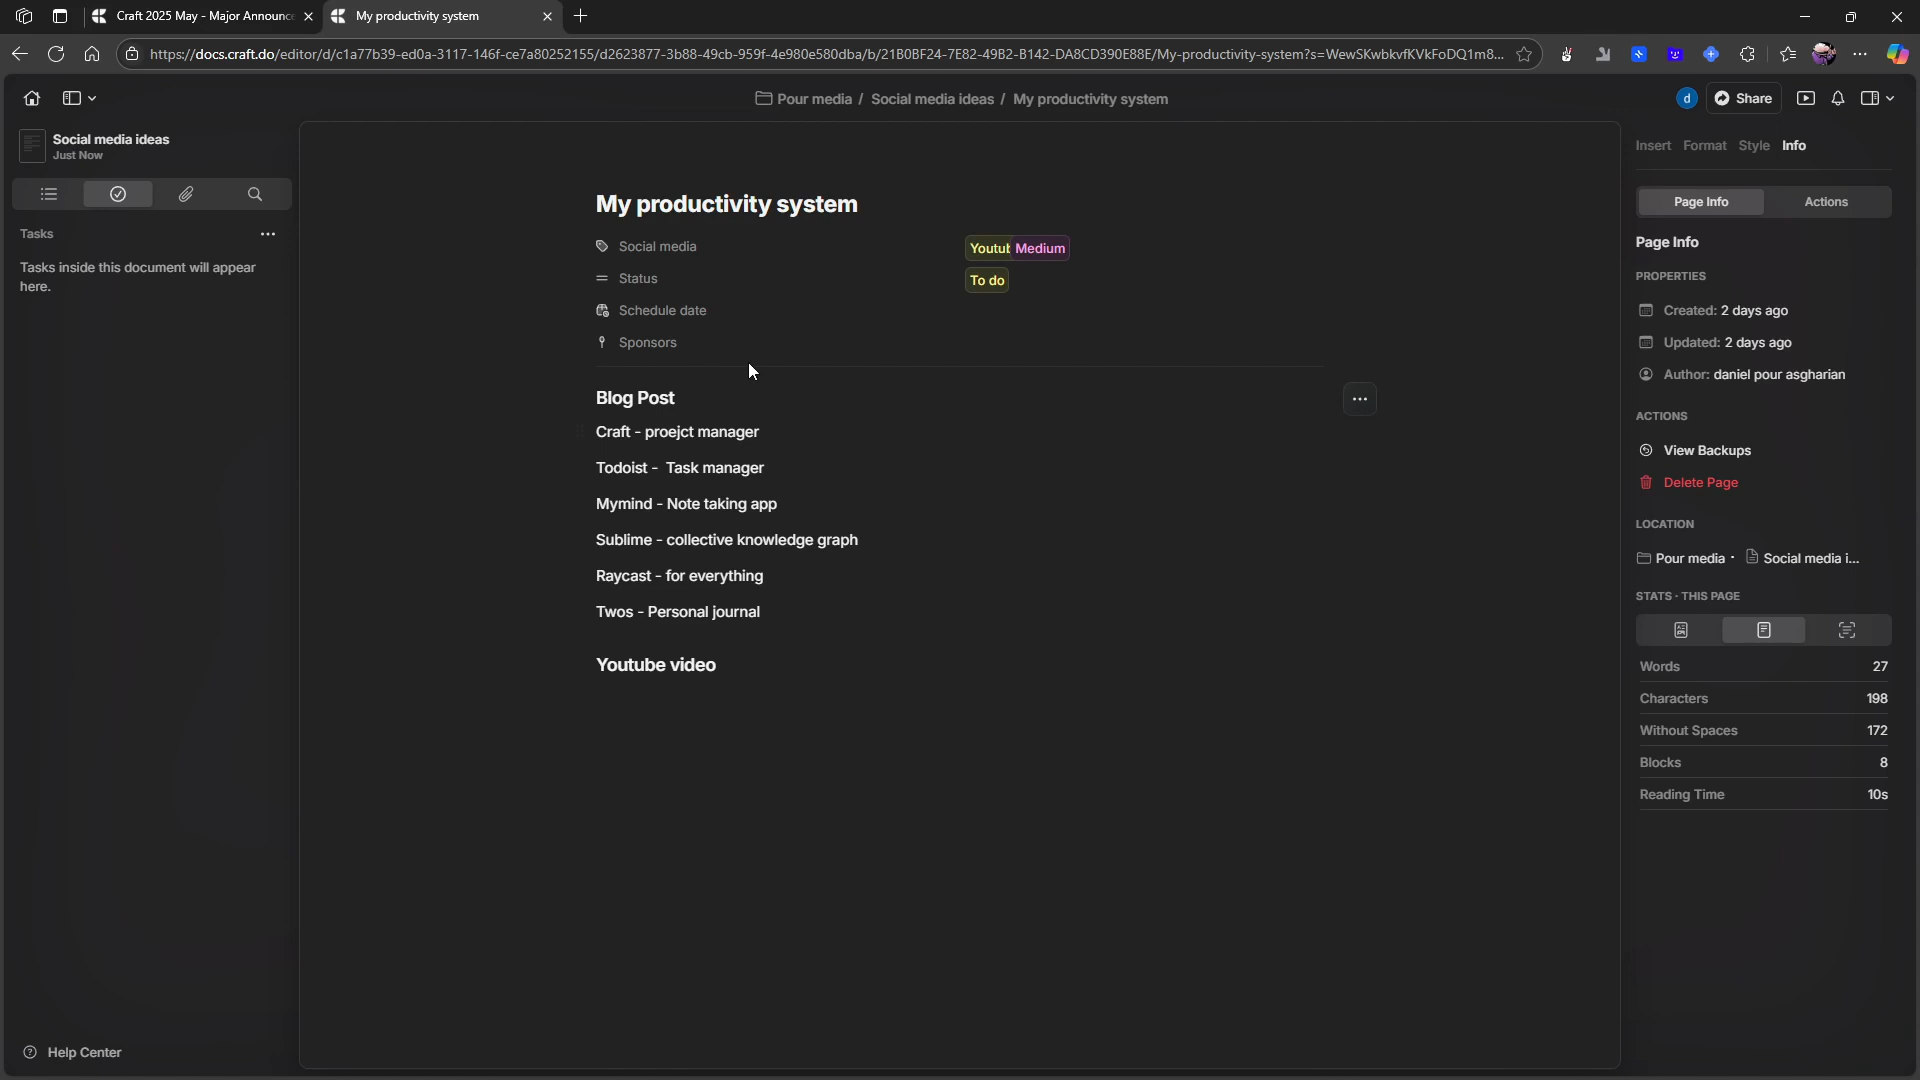 Craft 2025 May - Major Announc
My productivity system
https://docs.craft.do/editor/d/c1a77b39-ed0a-3117-146f-ce7a80252155/d2623877-3b88-49cb-959f-4e980e580dba/b/21B0BF24-7E82-49B2-B142-DA8CD390E88E/My-productivity-system?s=WewSKwbkvfKVkFoDQ1m8...
Pour media / Social media ideas / My productivity system
d
Share
Social media ideas
Just Now
Tasks
Tasks inside this document will appear
here.
Help Center
My productivity system
Social media
Youtub Medium
Status
To do
Schedule date
Sponsors
Blog Post
Craft - proejct manager
Todoist - Task manager
Mymind - Note taking app
Sublime - collective knowledge graph
Raycast - for everything
Twos - Personal journal
Youtube video
Insert Format Style Info
Page Info Actions
Page Info
PROPERTIES
Created: 2 days ago
Updated: 2 days ago
Author: daniel pour asgharian
ACTIONS
View Backups
Delete Page
LOCATION
Pour media · Social media i...
STATS · THIS PAGE
Words 27
Characters 198
Without Spaces 172
Blocks 8
Reading Time 10s